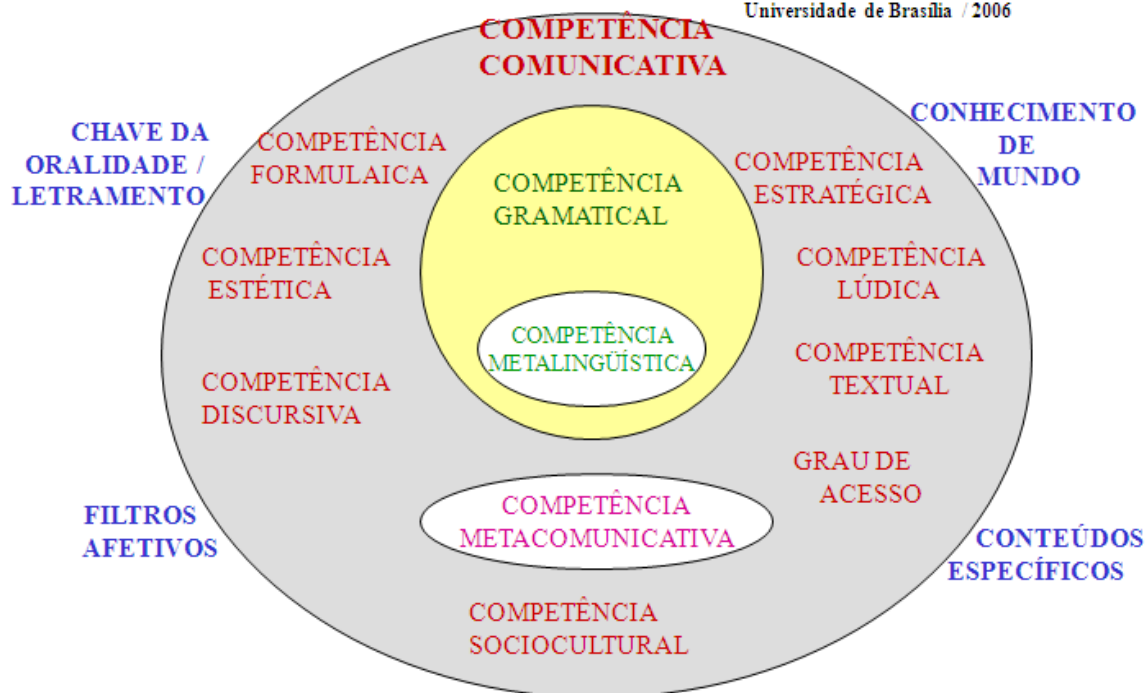 Universidade de Brasília / 2006
COMPETÊNCIA
COMUNICATIVA
CHAVE DA
ORALIDADE /
LETRAMENTO
CONHECIMENTO
DE
MUNDO
COMPETÊNCIA
FORMULAICA
COMPETÊNCIA
GRAMATICAL
COMPETÊNCIA
ESTRATÉGICA
COMPETÊNCIA
ESTÉTICA
COMPETÊNCIA
LÚDICA
COMPETÊNCIA
METALINGÜÍSTICA
COMPETÊNCIA
TEXTUAL
COMPETÊNCIA
DISCURSIVA
GRAU DE
ACESSO
COMPETÊNCIA
METACOMUNICATIVA
FILTROS
AFETIVOS
CONTEÚDOS
ESPECÍFICOS
COMPETÊNCIA
SOCIOCULTURAL